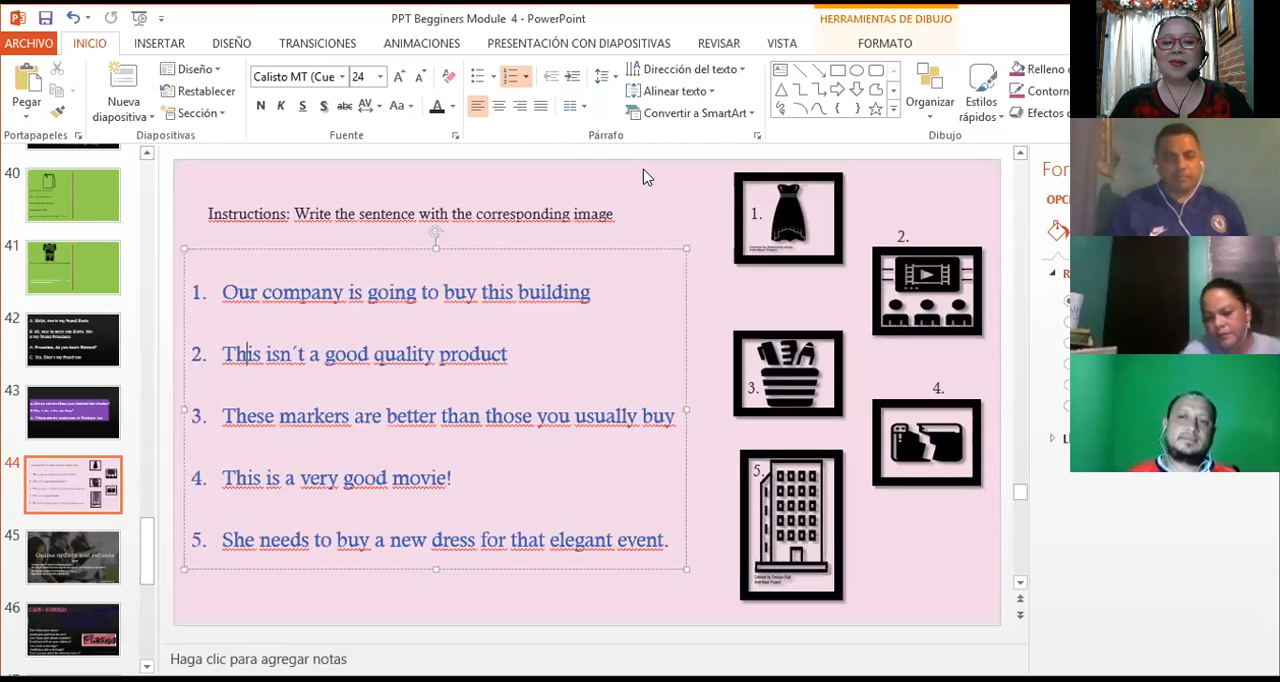 PPT Begginers Module 4 - PowerPoint
HERRAMIENTAS DE DIBUJO
ARCHIVO INICIO INSERTAR DISEÑO TRANSICIONES ANIMACIONES PRESENTACIÓN CON DIAPOSITIVAS REVISAR VISTA FORMATO
Pegar
Nueva diapositiva
Diseño
Restablecer
Sección
Calisto MT (Cue 24
N K S S abc AV Aa A
Dirección del texto
Alinear texto
Convertir a SmartArt
Organizar
Estilos rápidos
Relleno
Contorn
Efectos
Portapapeles Diapositivas Fuente Párrafo Dibujo
40
41
42
43
44
45
46
Instructions: Write the sentence with the corresponding image
1. Our company is going to buy this building
2. This isn´t a good quality product
3. These markers are better than those you usually buy
4. This is a very good movie!
5. She needs to buy a new dress for that elegant event.
1.
2.
3.
4.
5.
For
OPC
Haga clic para agregar notas